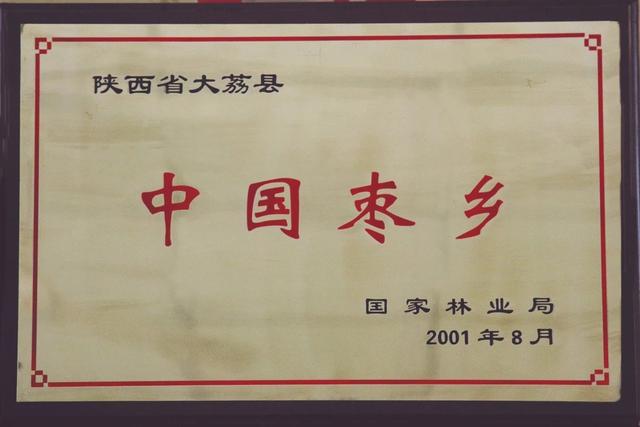 陕西省大荔县
中国枣乡
国家林业局
2001年8月